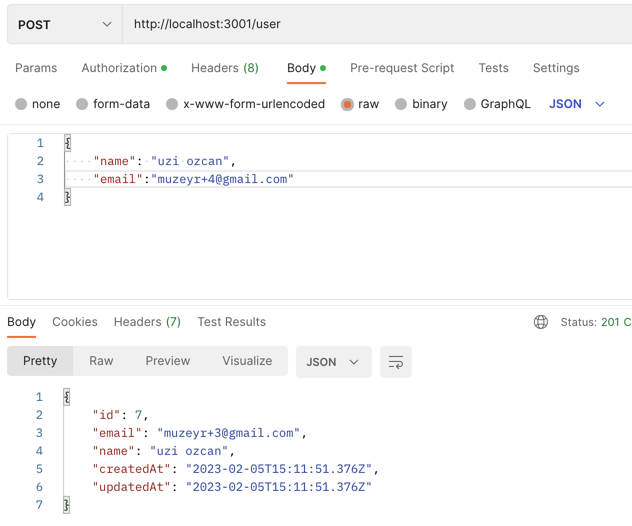 POST http://localhost:3001/user
Params Authorization Headers (8) Body Pre-request Script Tests Settings
none form-data x-www-form-urlencoded raw binary GraphQL JSON
1 {
2 "name": "uzi ozcan",
3 "email":"muzeyr+4@gmail.com"
4 }
Body Cookies Headers (7) Test Results Status: 201 C
Pretty Raw Preview Visualize JSON
1 {
2 "id": 7,
3 "email": "muzeyr+3@gmail.com",
4 "name": "uzi ozcan",
5 "createdAt": "2023-02-05T15:11:51.376Z",
6 "updatedAt": "2023-02-05T15:11:51.376Z"
7 }